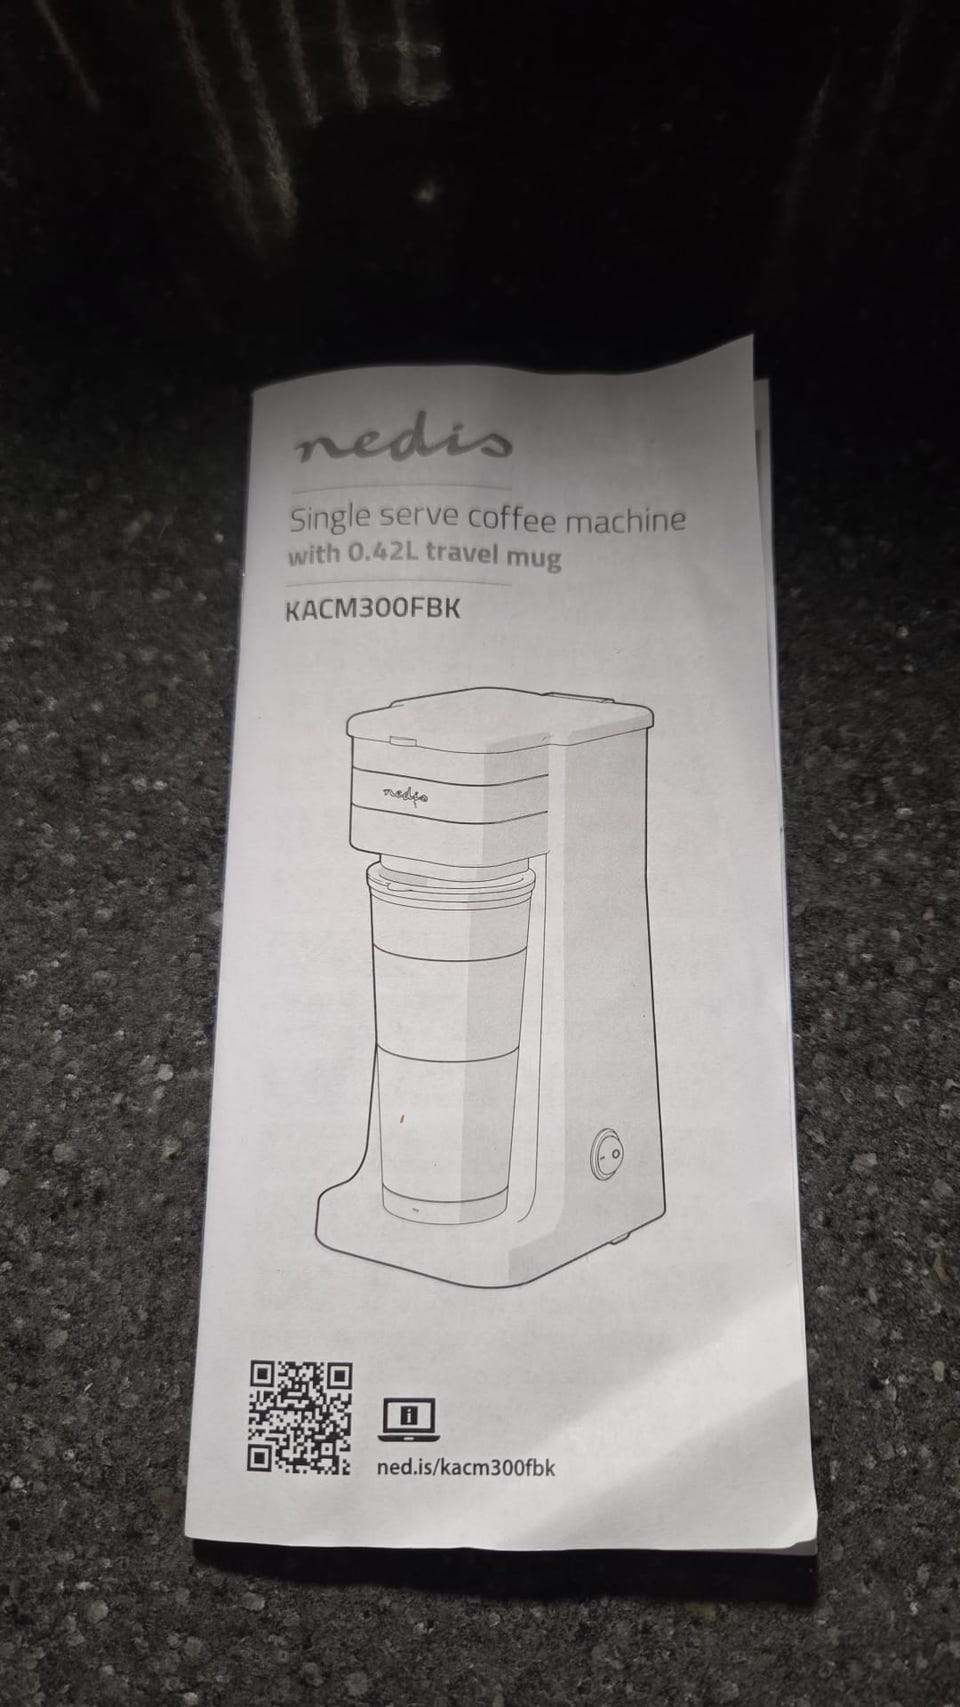 nedis
Single serve coffee machine
with 0.42L travel mug
KACM300FBK
nedis
i
ned.is/kacm300fbk